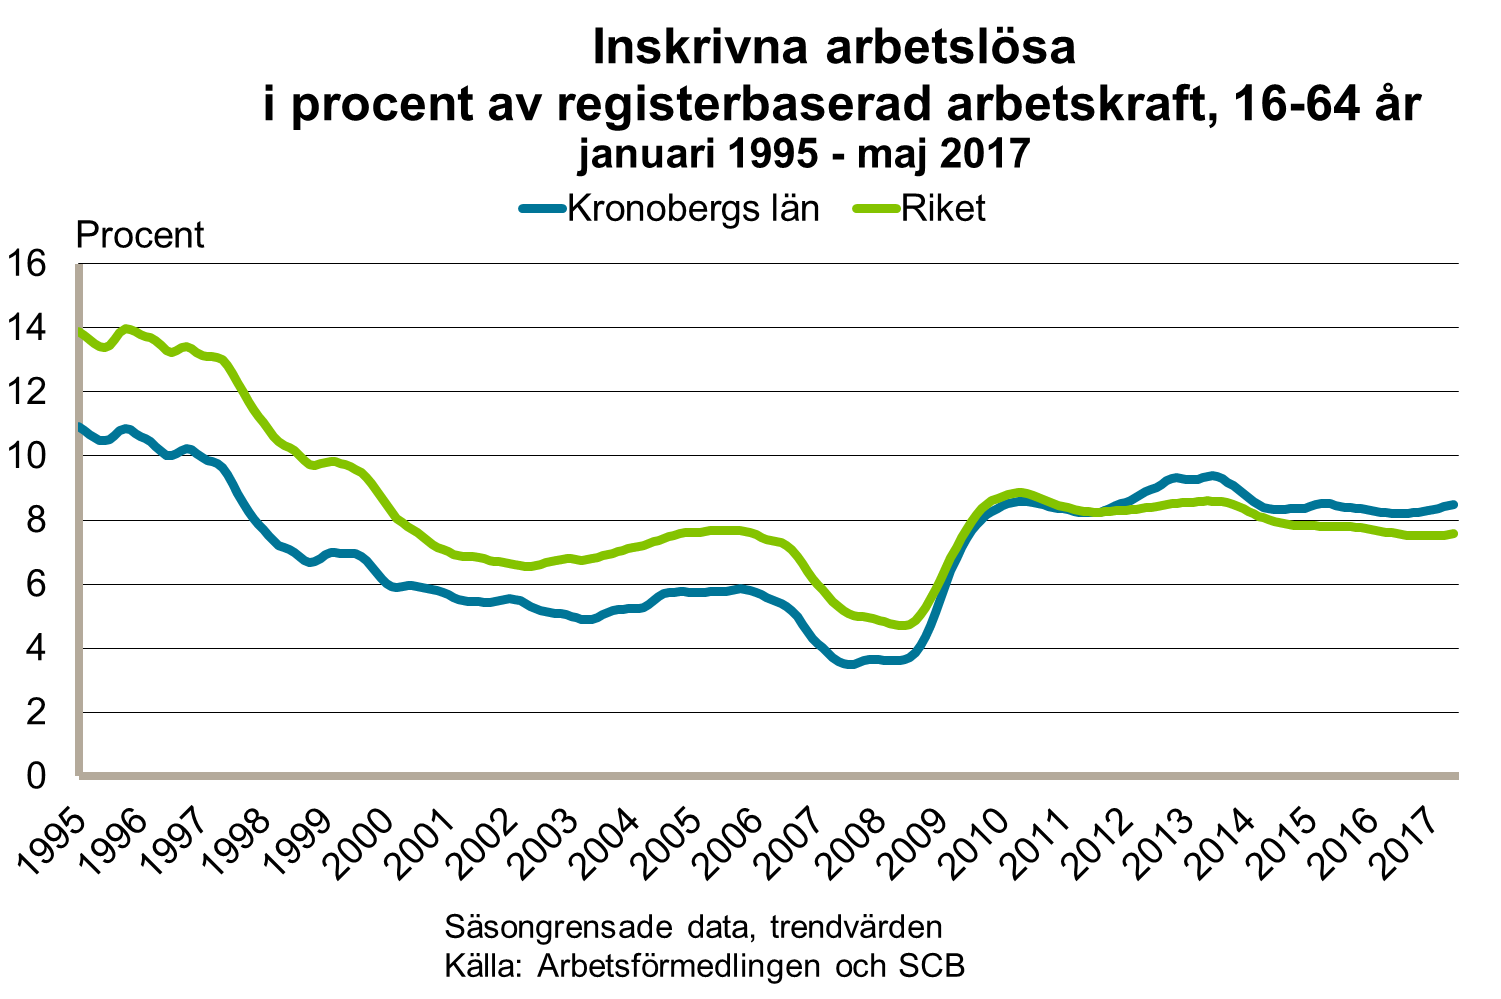 Inskrivna arbetslösa
i procent av registerbaserad arbetskraft, 16-64 år
januari 1995 - maj 2017
Kronobergs län Riket
Procent
16
14
12
10
8
6
4
2
0
1995 1996 1997 1998 1999 2000 2001 2002 2003 2004 2005 2006 2007 2008 2009 2010 2011 2012 2013 2014 2015 2016 2017
Säsongrensade data, trendvärden
Källa: Arbetsförmedlingen och SCB